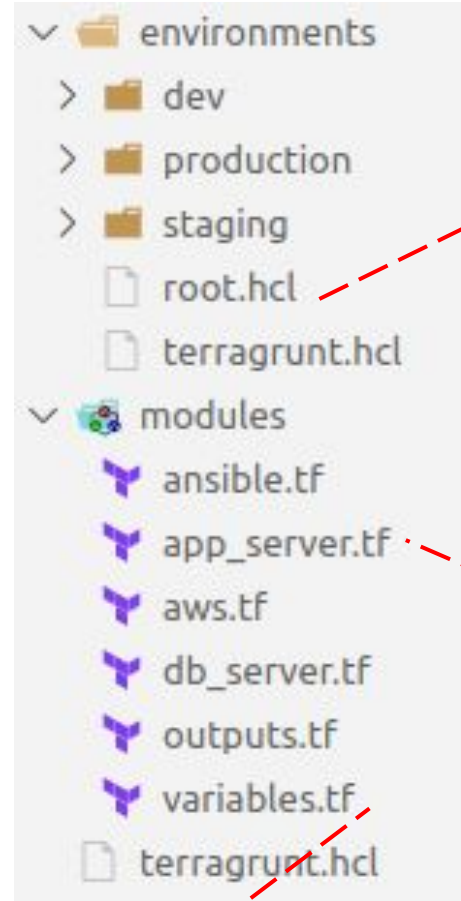 environments
dev
production
staging
root.hcl
terragrunt.hcl
modules
ansible.tf
app_server.tf
aws.tf
db_server.tf
outputs.tf
variables.tf
terragrunt.hcl